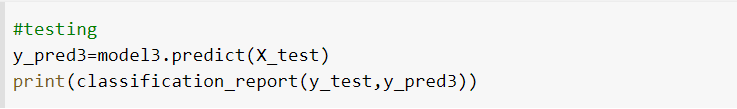 #testing
y_pred3=model3.predict(X_test)
print(classification_report(y_test,y_pred3))